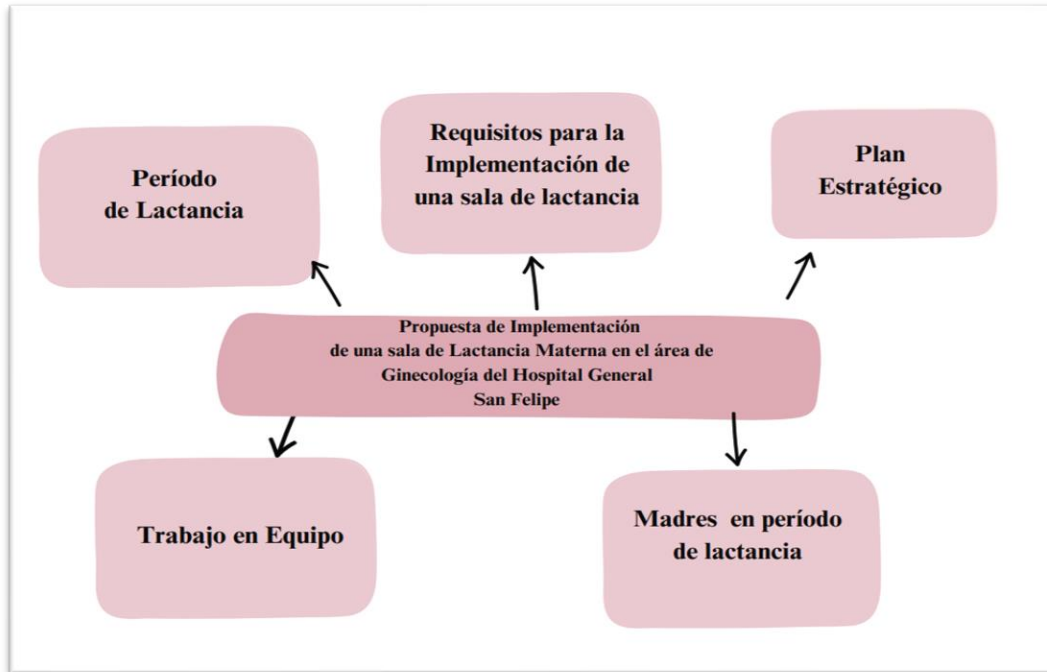 Período
de Lactancia
Requisitos para la
Implementación de
una sala de lactancia
Plan
Estratégico
Propuesta de Implementación
de una sala de Lactancia Materna en el área de
Ginecología del Hospital General
San Felipe
Trabajo en Equipo
Madres en período
de lactancia